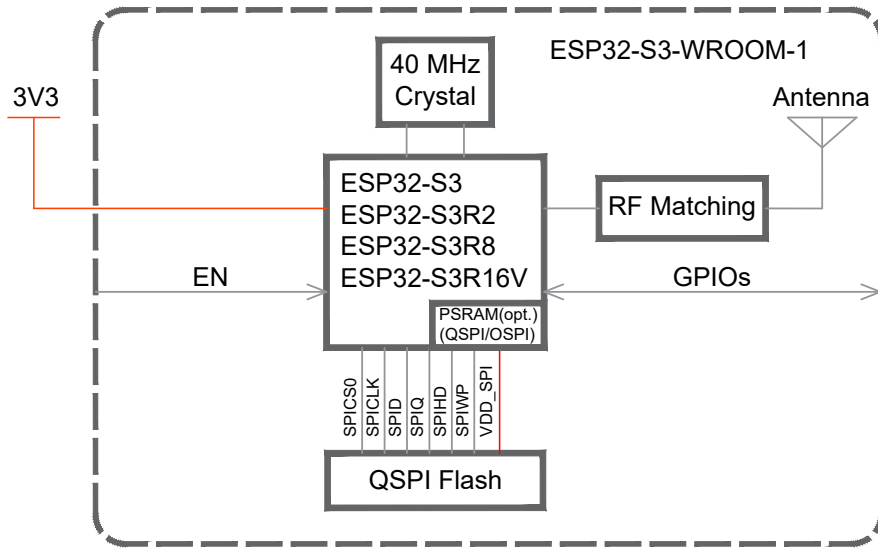 ESP32-S3-WROOM-1
40 MHz
Crystal
3V3
Antenna
ESP32-S3
ESP32-S3R2
ESP32-S3R8
ESP32-S3R16V
RF Matching
EN
GPIOs
PSRAM(opt.)
(QSPI/OSPI)
SPICS0
SPICLK
SPID
SPIQ
SPIHD
SPIWP
VDD_SPI
QSPI Flash